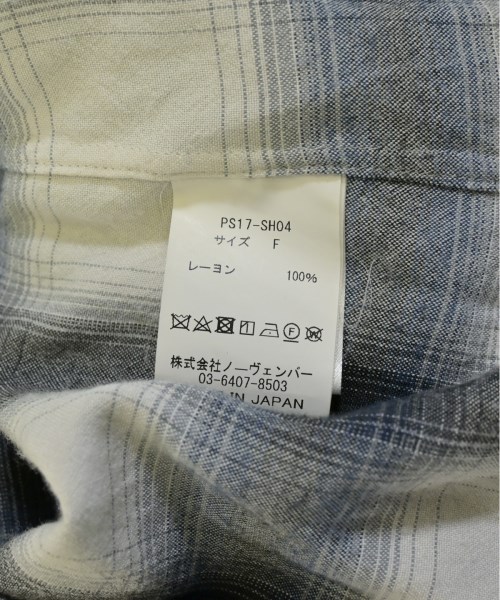 PS17-SH04
サイズ F
レーヨン 100%
F W
株式会社ノーヴェンバー
03-6407-8503
IN JAPAN